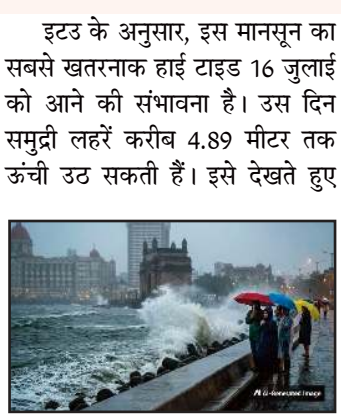 इटउ के अनुसार, इस मानसून का
सबसे खतरनाक हाई टाइड 16 जुलाई
को आने की संभावना है। उस दिन
समुद्री लहरें करीब 4.89 मीटर तक
ऊंची उठ सकती हैं। इसे देखते हुए
AI-Generated Image